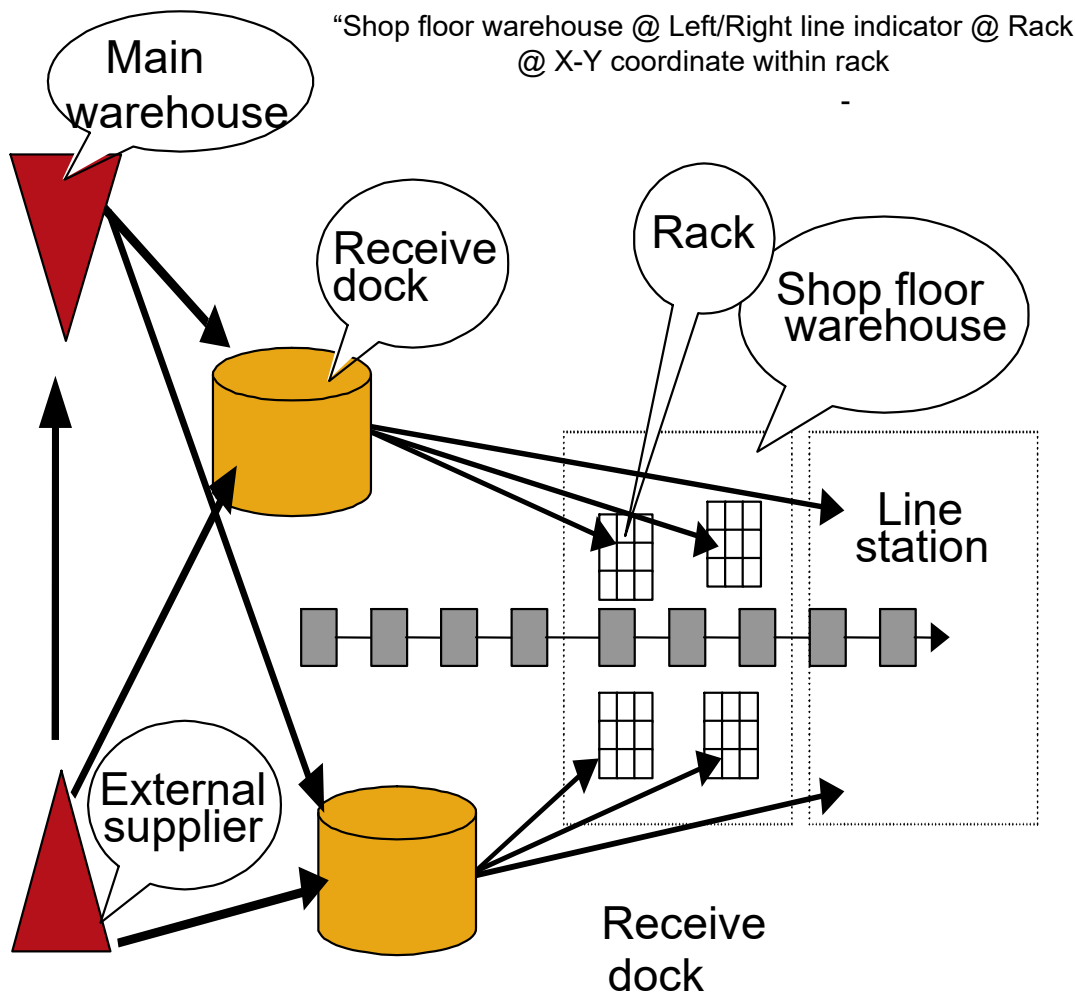 “Shop floor warehouse @ Left/Right line indicator @ Rack
@ X-Y coordinate within rack
-
Main
warehouse
Receive
dock
Rack
Shop floor
warehouse
Line
station
External
supplier
Receive
dock